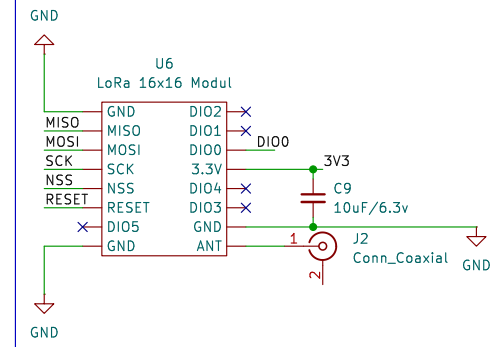 GND
U6
LoRa 16x16 Modul
GND DIO2
MISO MISO DIO1
MOSI MOSI DIO0 DIO0
SCK SCK 3.3V 3V3
NSS NSS DIO4 C9
RESET RESET DIO3 10uF/6.3v
DIO5 GND
GND ANT 1 J2
Conn_Coaxial
GND
2
GND